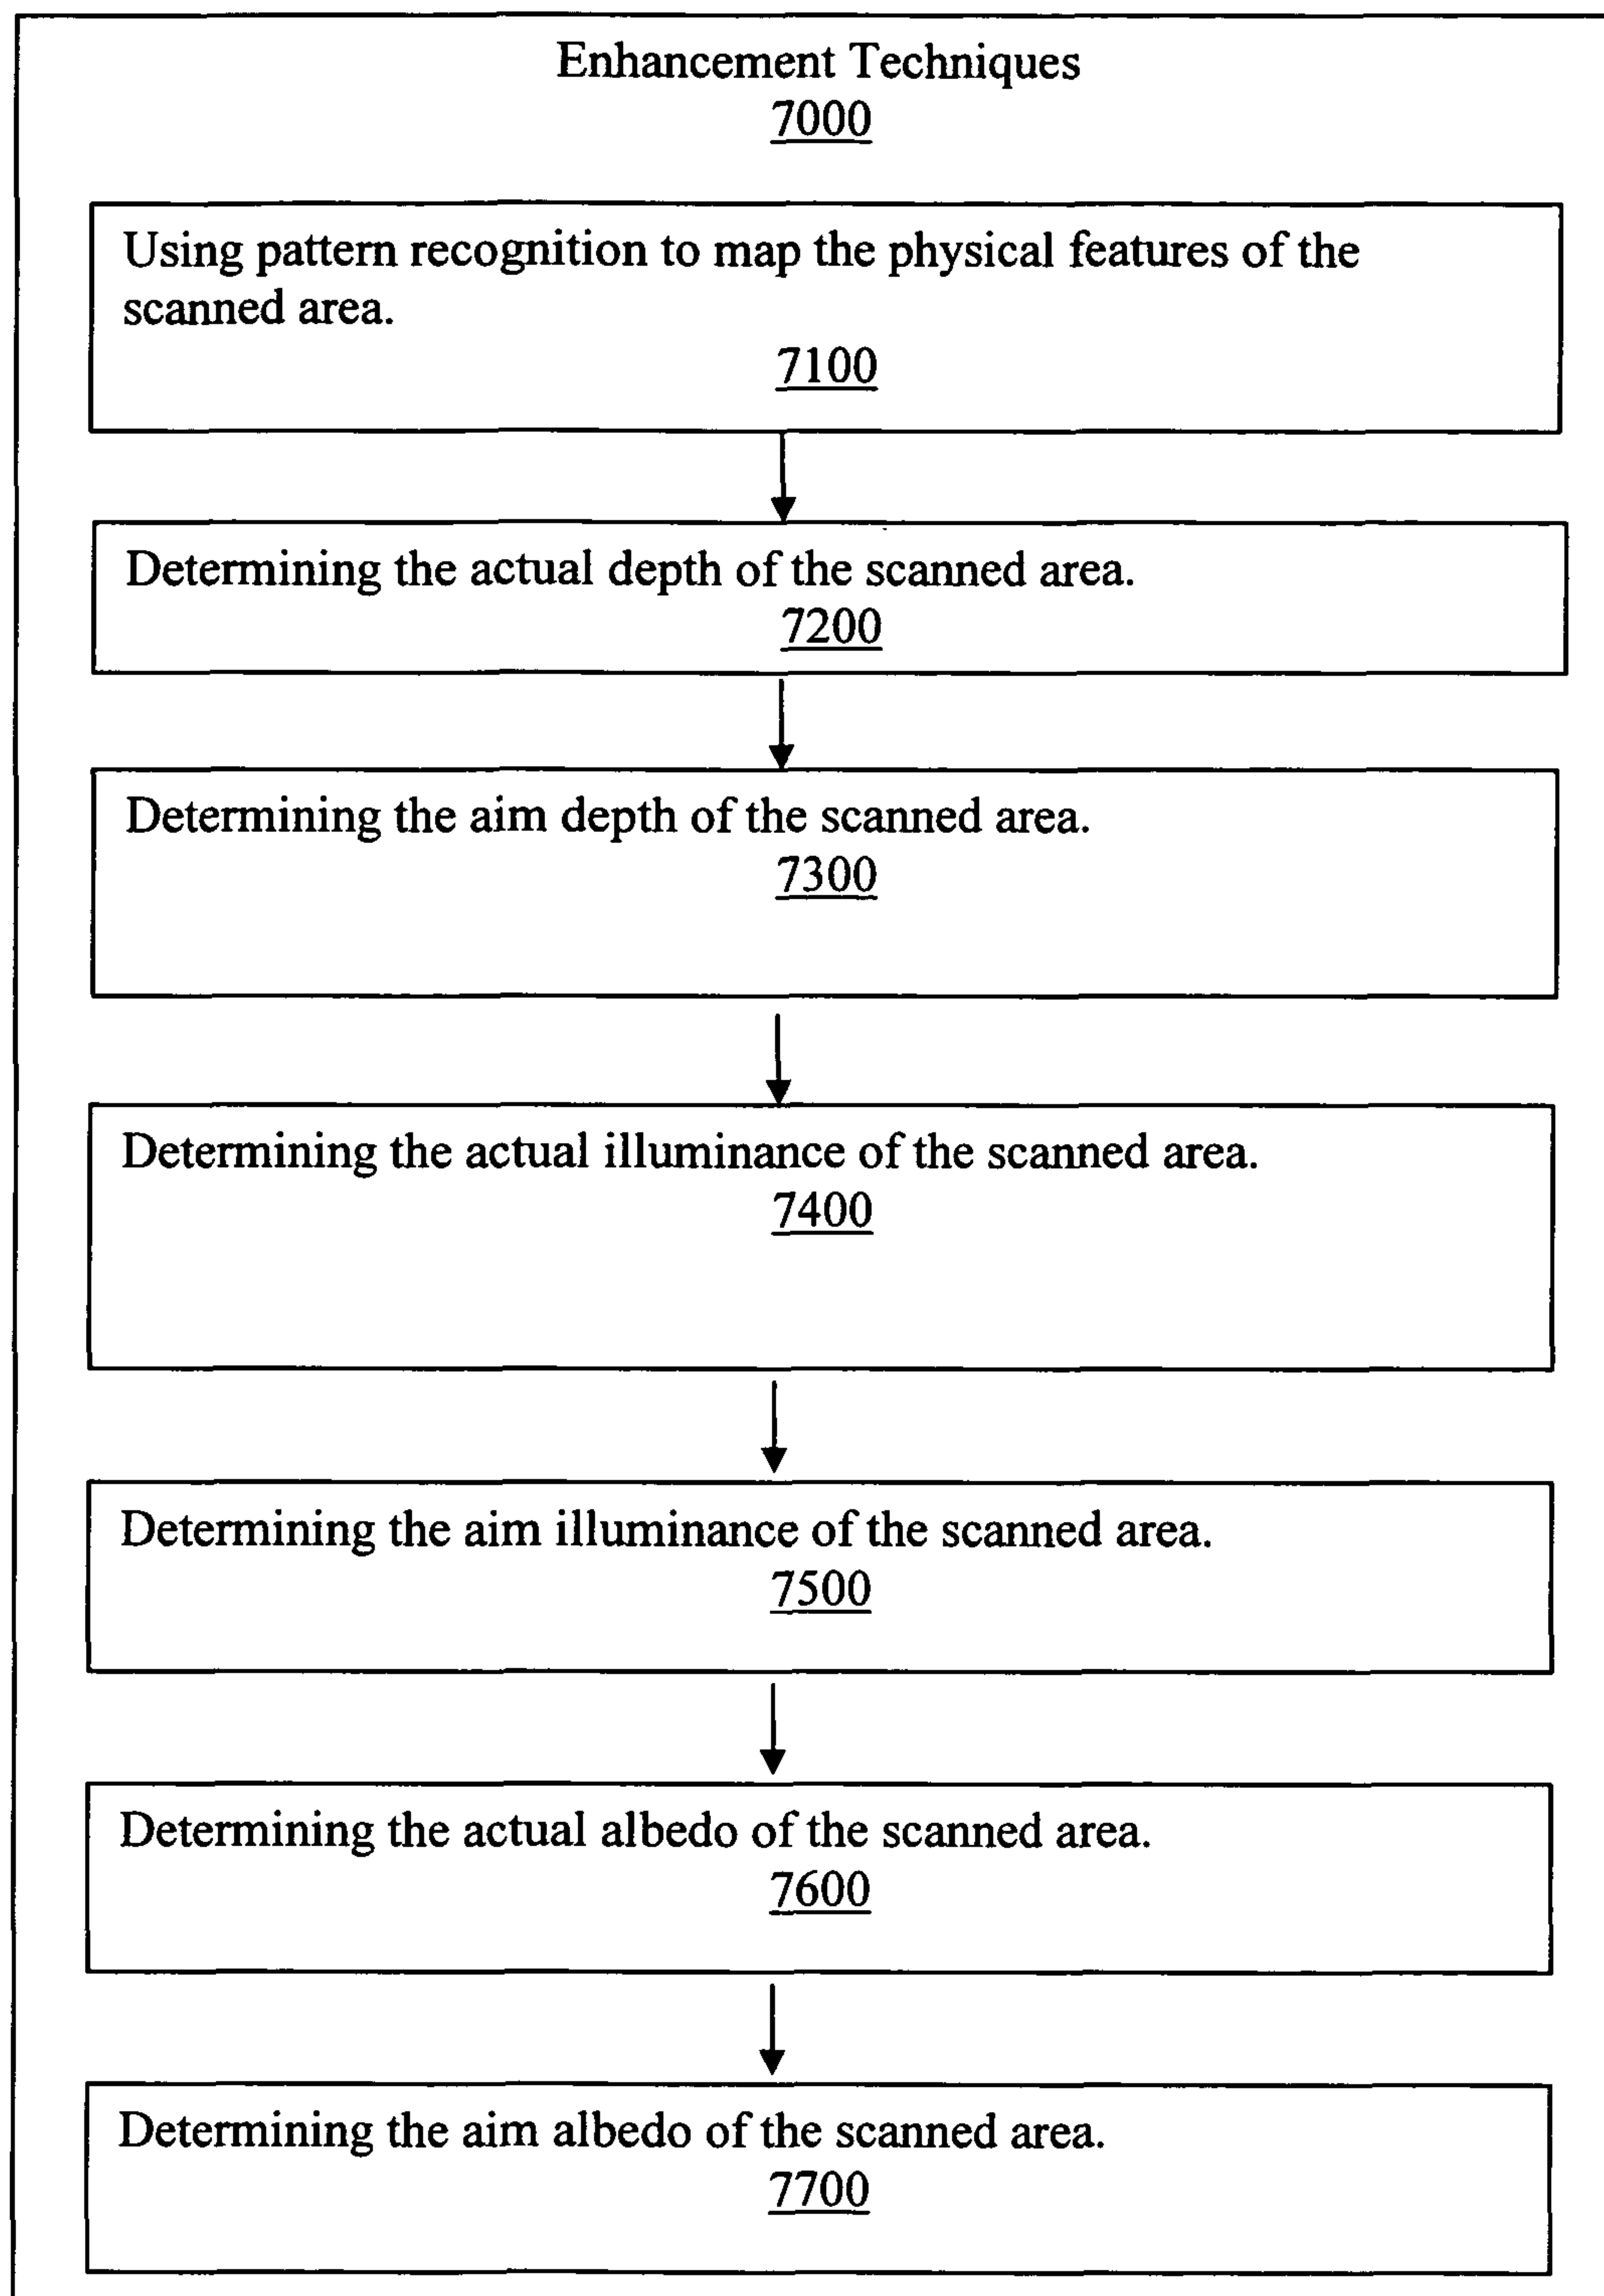 Enhancement Techniques
7000
Using pattern recognition to map the physical features of the
scanned area.
7100
Determining the actual depth of the scanned area.
7200
Determining the aim depth of the scanned area.
7300
Determining the actual illuminance of the scanned area.
7400
Determining the aim illuminance of the scanned area.
7500
Determining the actual albedo of the scanned area.
7600
Determining the aim albedo of the scanned area.
7700